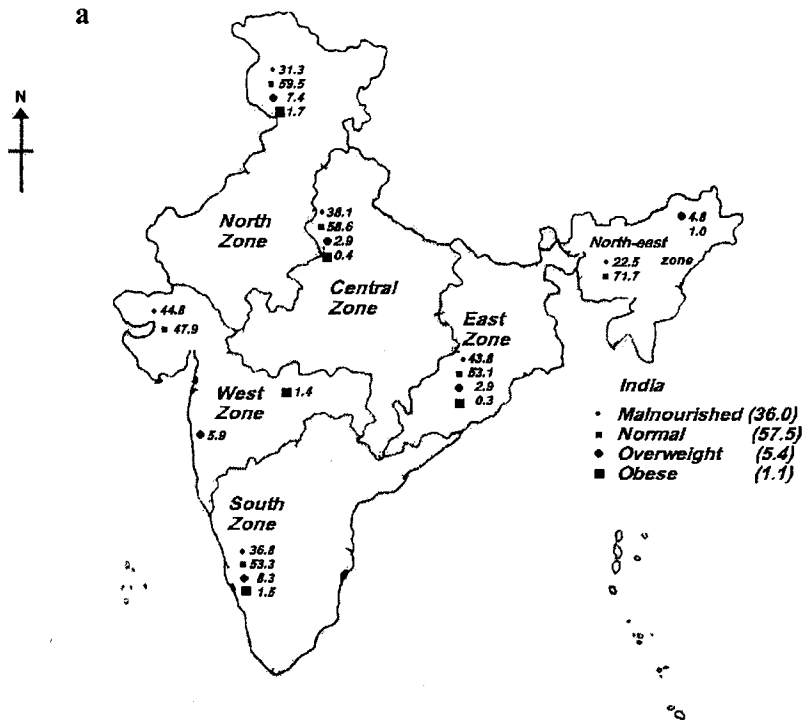 a
N
31.3
59.5
7.4
1.7
North
Zone
38.1
58.6
2.9
0.4
Central
Zone
4.8
1.0
North-east
zone
22.5
71.7
44.8
47.9
East
Zone
43.8
53.1
2.9
0.3
West
Zone
1.4
5.9
India
Malnourished (36.0)
Normal (57.5)
Overweight (5.4)
Obese (1.1)
South
Zone
36.8
53.3
8.3
1.5